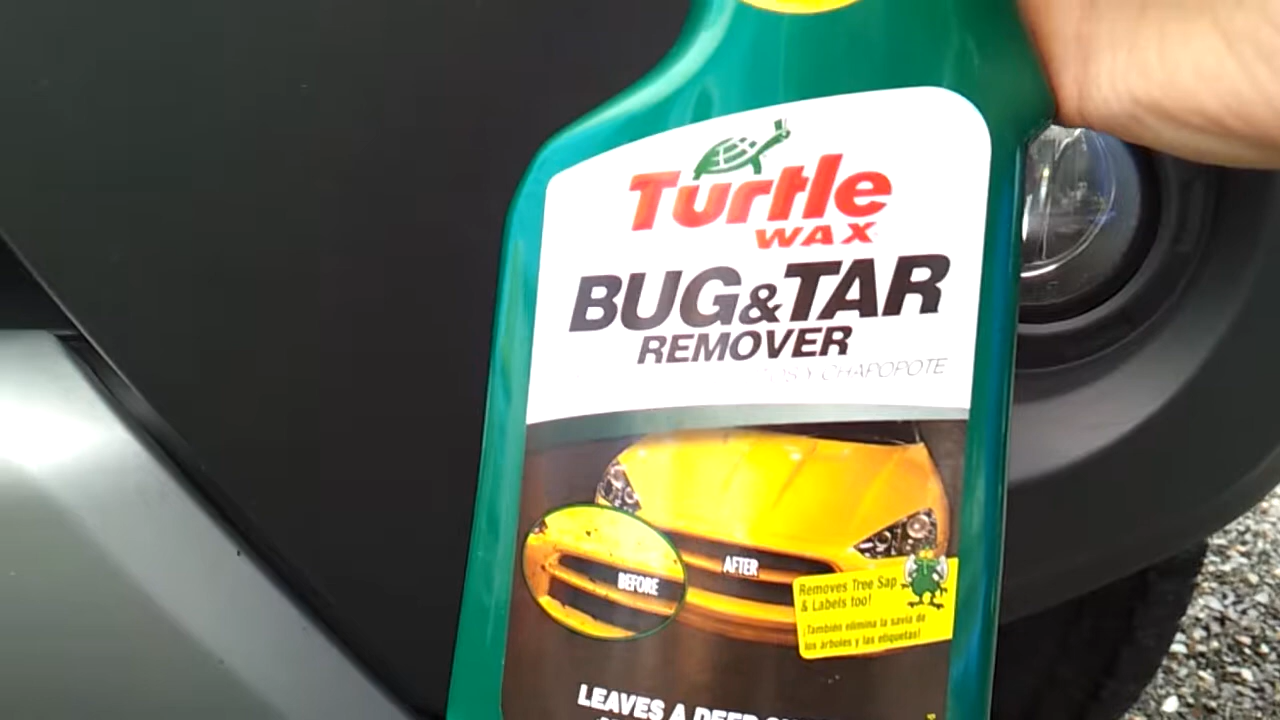 Turtle
WAX
BUG&TAR
REMOVER
Y CHAPOPOTE
BEFORE
AFTER
Removes Tree Sap
& Labels too!
¡También elimina la savia de
los árboles y las etiquetas!
LEAVES A DEEP